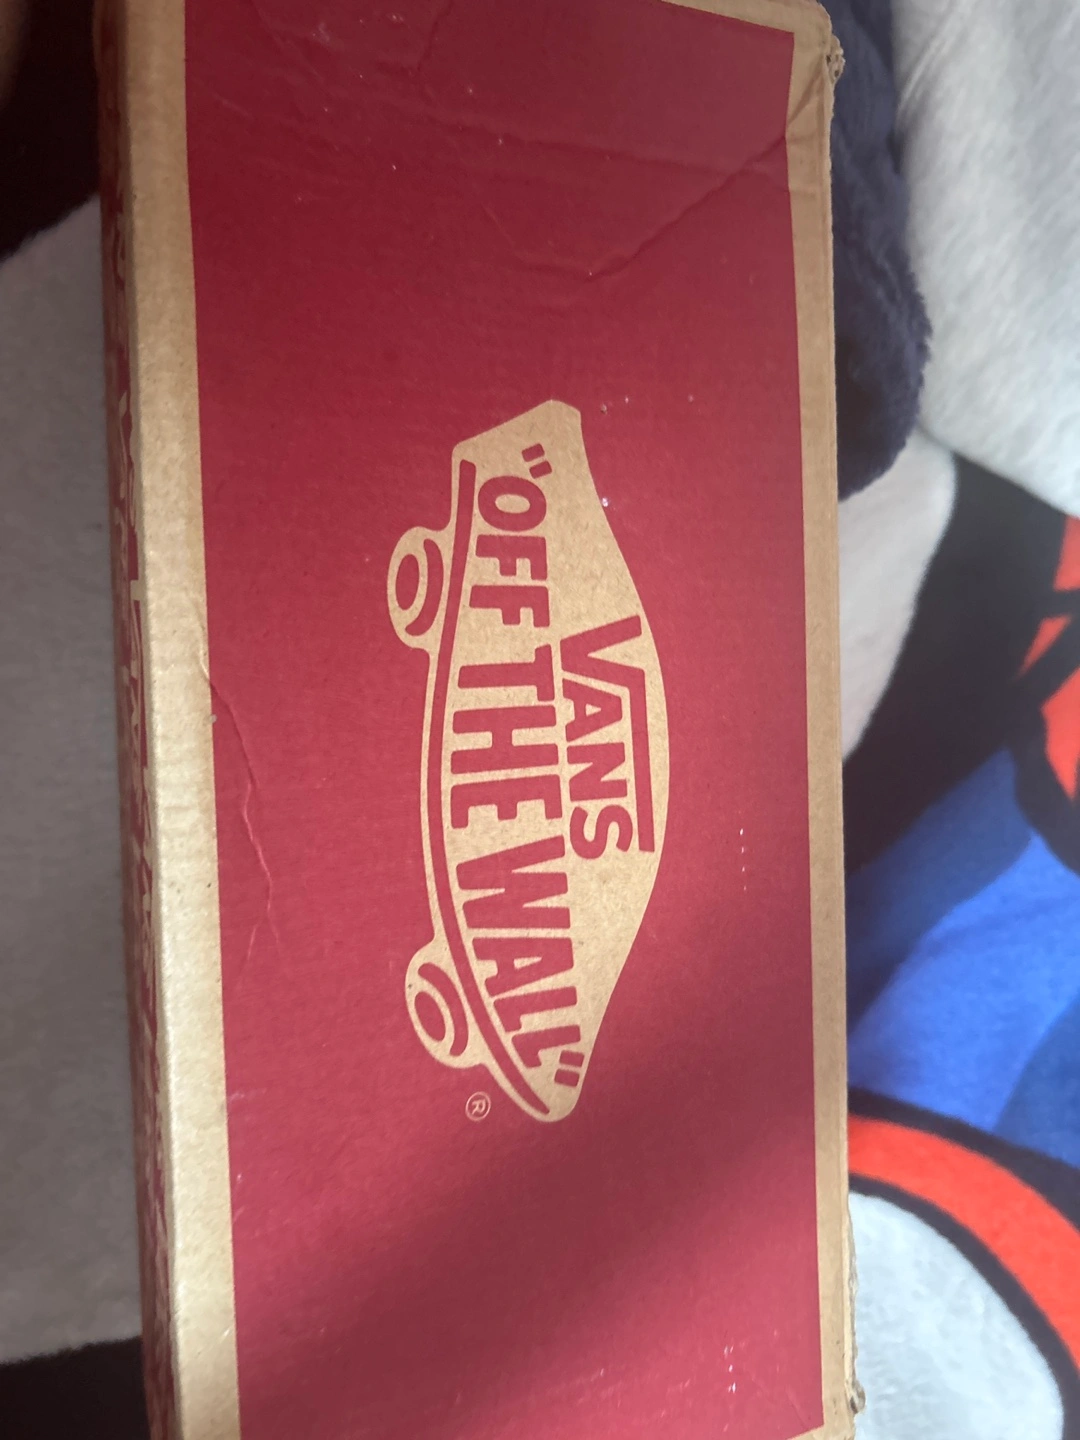 VANS
"OFF THE WALL"
®